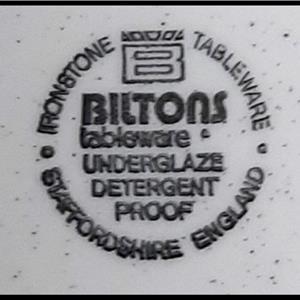 IRONSTONE TABLEWARE
B
BILTONS
tableware
UNDERGLAZE
DETERGENT
PROOF
STAFFORDSHIRE ENGLAND